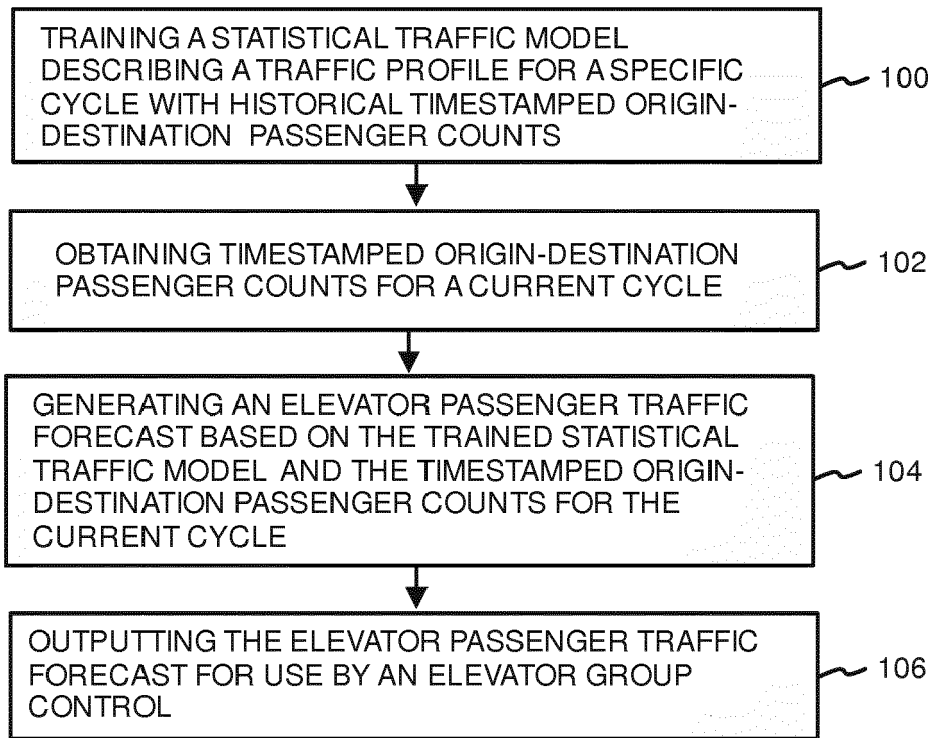 TRAINING A STATISTICAL TRAFFIC MODEL
DESCRIBING A TRAFFIC PROFILE FOR A SPECIFIC
CYCLE WITH HISTORICAL TIMESTAMPED ORIGIN-
DESTINATION PASSENGER COUNTS
100
OBTAINING TIMESTAMPED ORIGIN-DESTINATION
PASSENGER COUNTS FOR A CURRENT CYCLE
102
GENERATING AN ELEVATOR PASSENGER TRAFFIC
FORECAST BASED ON THE TRAINED STATISTICAL
TRAFFIC MODEL AND THE TIMESTAMPED ORIGIN-
DESTINATION PASSENGER COUNTS FOR THE
CURRENT CYCLE
104
OUTPUTTING THE ELEVATOR PASSENGER TRAFFIC
FORECAST FOR USE BY AN ELEVATOR GROUP
CONTROL
106